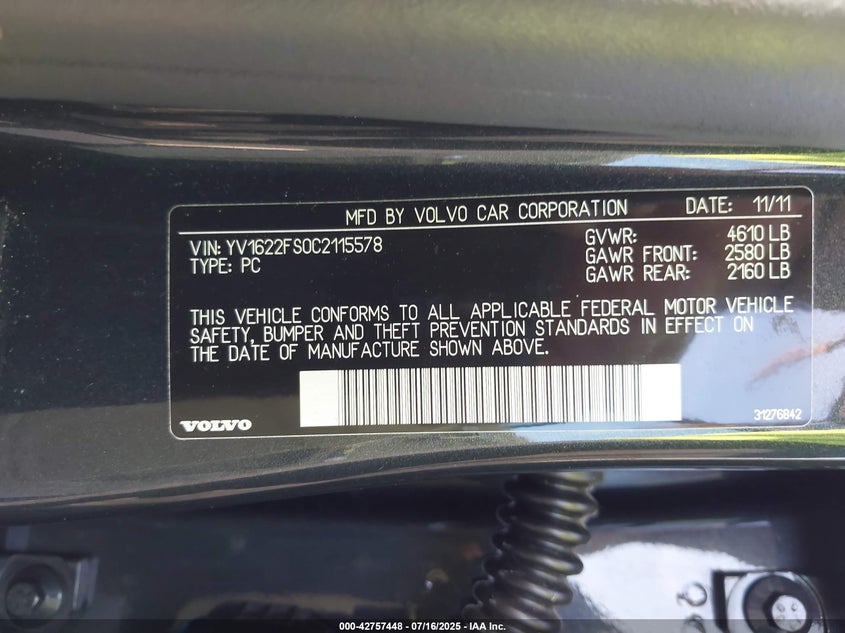 MFD BY VOLVO CAR CORPORATION DATE: 11/11
VIN: YV1622FS0C2115578 GVWR: 4610 LB
TYPE: PC GAWR FRONT: 2580 LB
GAWR REAR: 2160 LB
THIS VEHICLE CONFORMS TO ALL APPLICABLE FEDERAL MOTOR VEHICLE
SAFETY, BUMPER AND THEFT PREVENTION STANDARDS IN EFFECT ON
THE DATE OF MANUFACTURE SHOWN ABOVE.
VOLVO 31276842
000-42757448 - 07/16/2025 - IAA Inc.